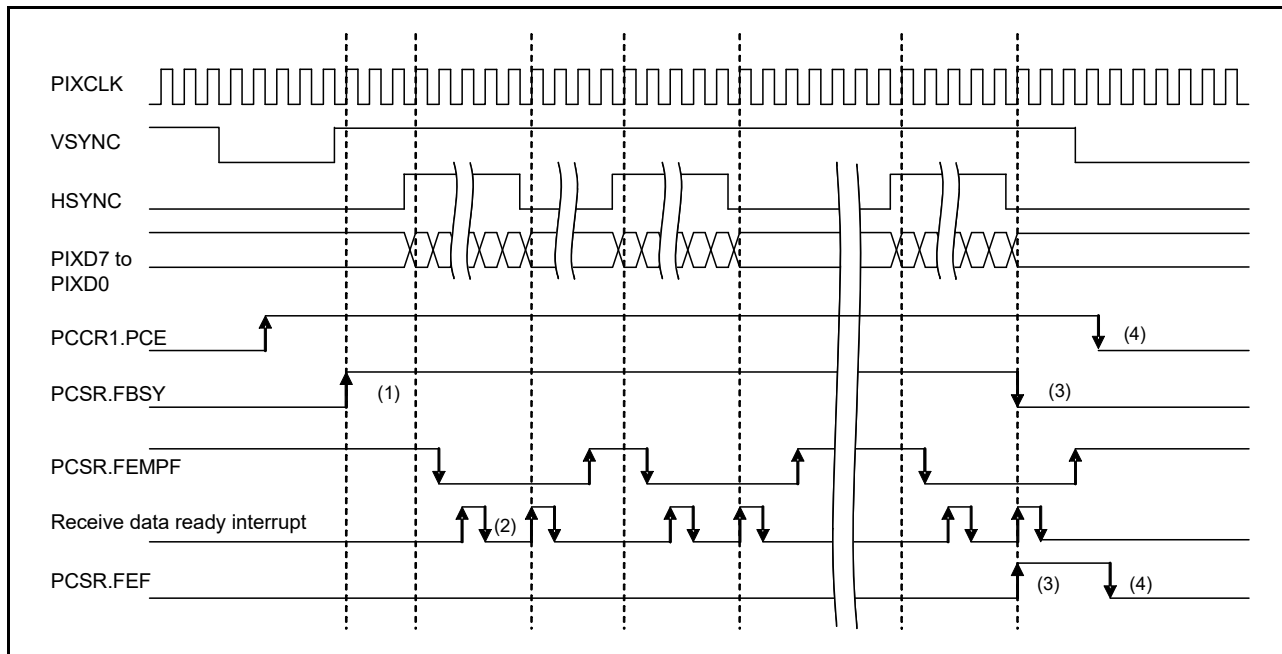 PIXCLK
VSYNC
HSYNC
PIXD7 to
PIXD0
PCCR1.PCE
(4)
PCSR.FBSY
(1)
(3)
PCSR.FEMPF
Receive data ready interrupt
(2)
PCSR.FEF
(3)
(4)